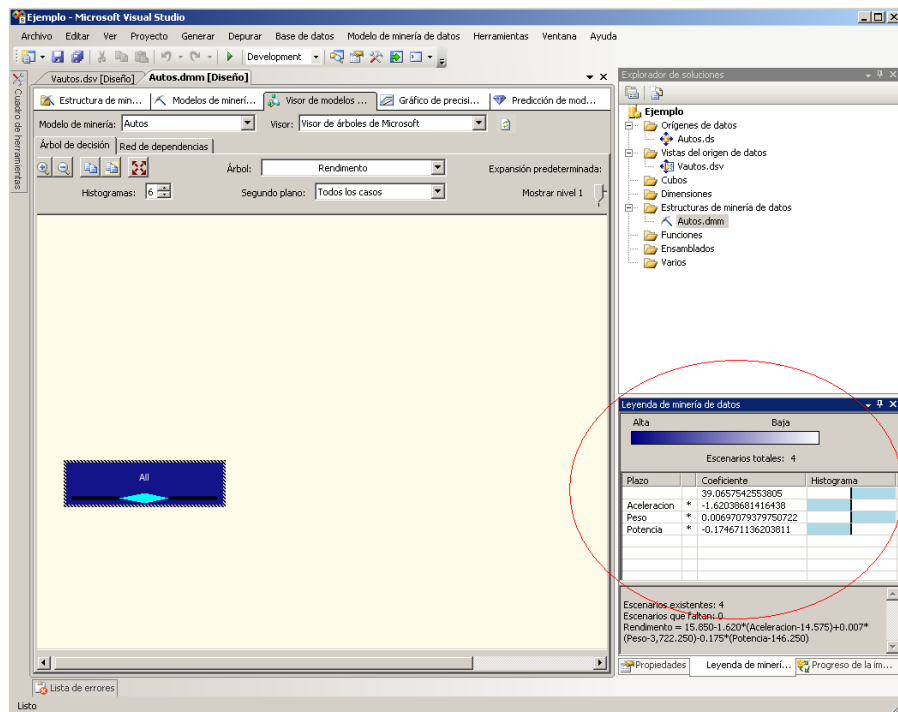 Ejemplo - Microsoft Visual Studio
Archivo Editar Ver Proyecto Generar Depurar Base de datos Modelo de minería de datos Herramientas Ventana Ayuda
Development
Cuadro de herramientas
Vautos.dsv [Diseño] Autos.dmm [Diseño]
Estructura de min... Modelos de minerí... Visor de modelos ... Gráfico de precisi... Predicción de mod...
Modelo de minería: Autos Visor: Visor de árboles de Microsoft
Árbol de decisión Red de dependencias
Árbol: Rendimento Expansión predeterminada:
Histogramas: 6 Segundo plano: Todos los casos Mostrar nivel 1
All
Lista de errores
Listo
Explorador de soluciones
Ejemplo
Orígenes de datos
Autos.ds
Vistas del origen de datos
Vautos.dsv
Cubos
Dimensiones
Estructuras de minería de datos
Autos.dmm
Funciones
Ensamblados
Varios
Leyenda de minería de datos
Alta Baja
Escenarios totales: 4
Plazo Coeficiente Histograma
39.0657542553805
Aceleracion * -1.62038681416438
Peso * 0.00697079379750722
Potencia * -0.174671136203811
Escenarios existentes: 4
Escenarios que faltan: 0
Rendimento = 15.850-1.620*(Aceleracion-14.575)+0.007*
(Peso-3,722.250)-0.175*(Potencia-146.250)
Propiedades Leyenda de minerí... Progreso de la im...